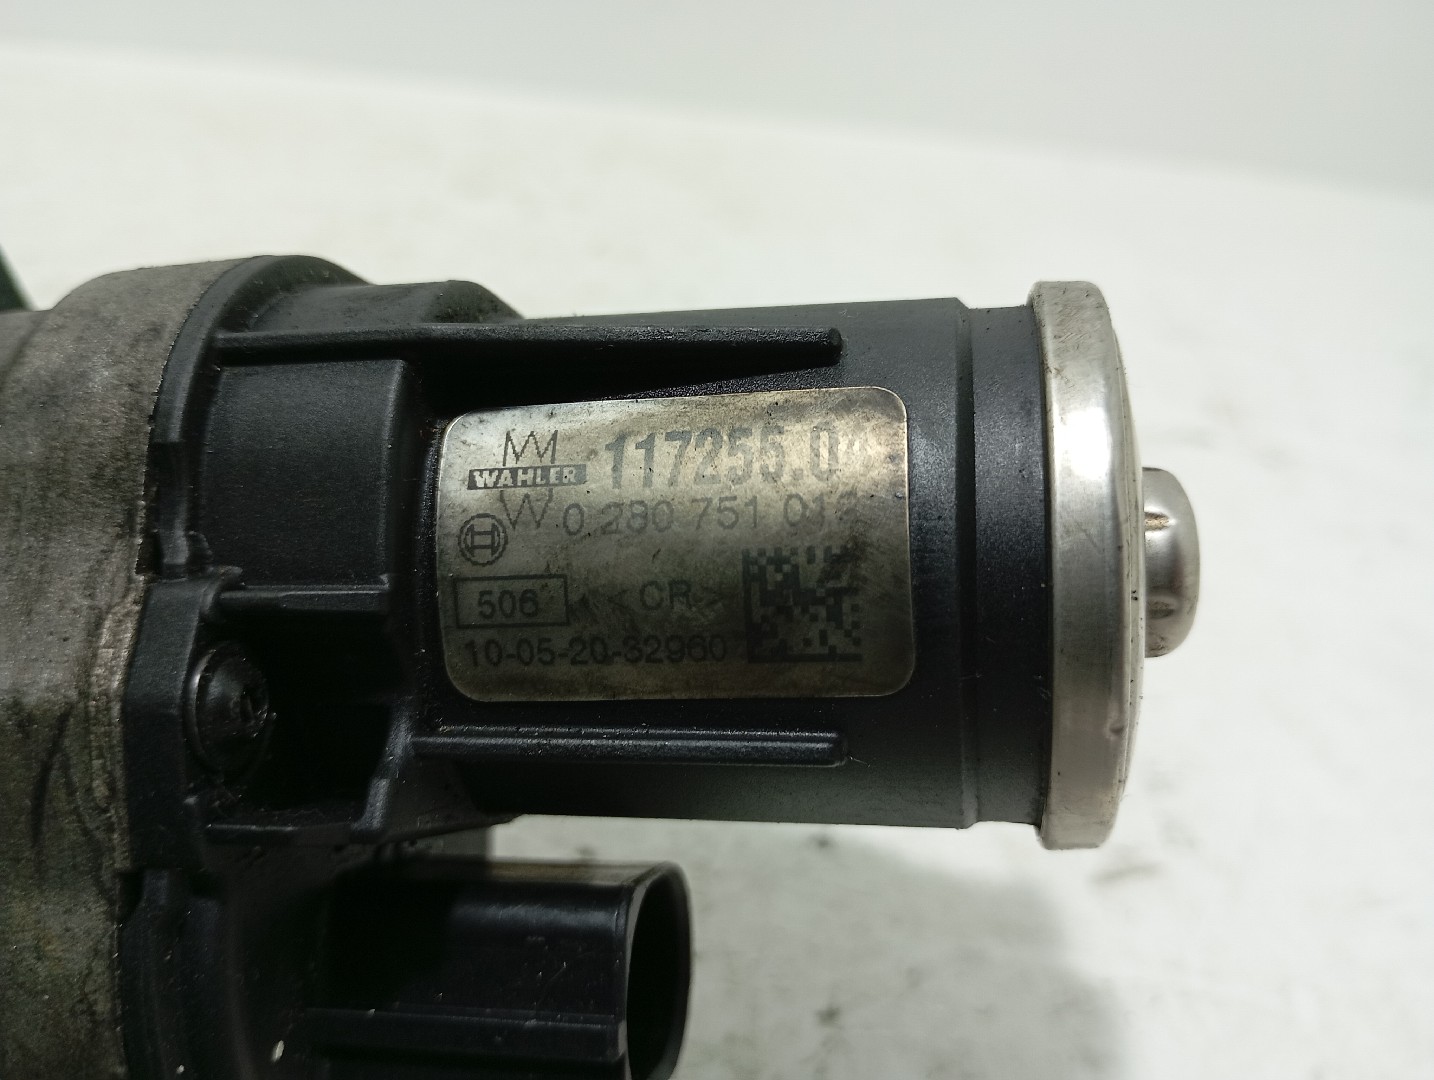 WAHLER 117255.0
W 0 280 751 01
506 <CR>
10-05-20-32960